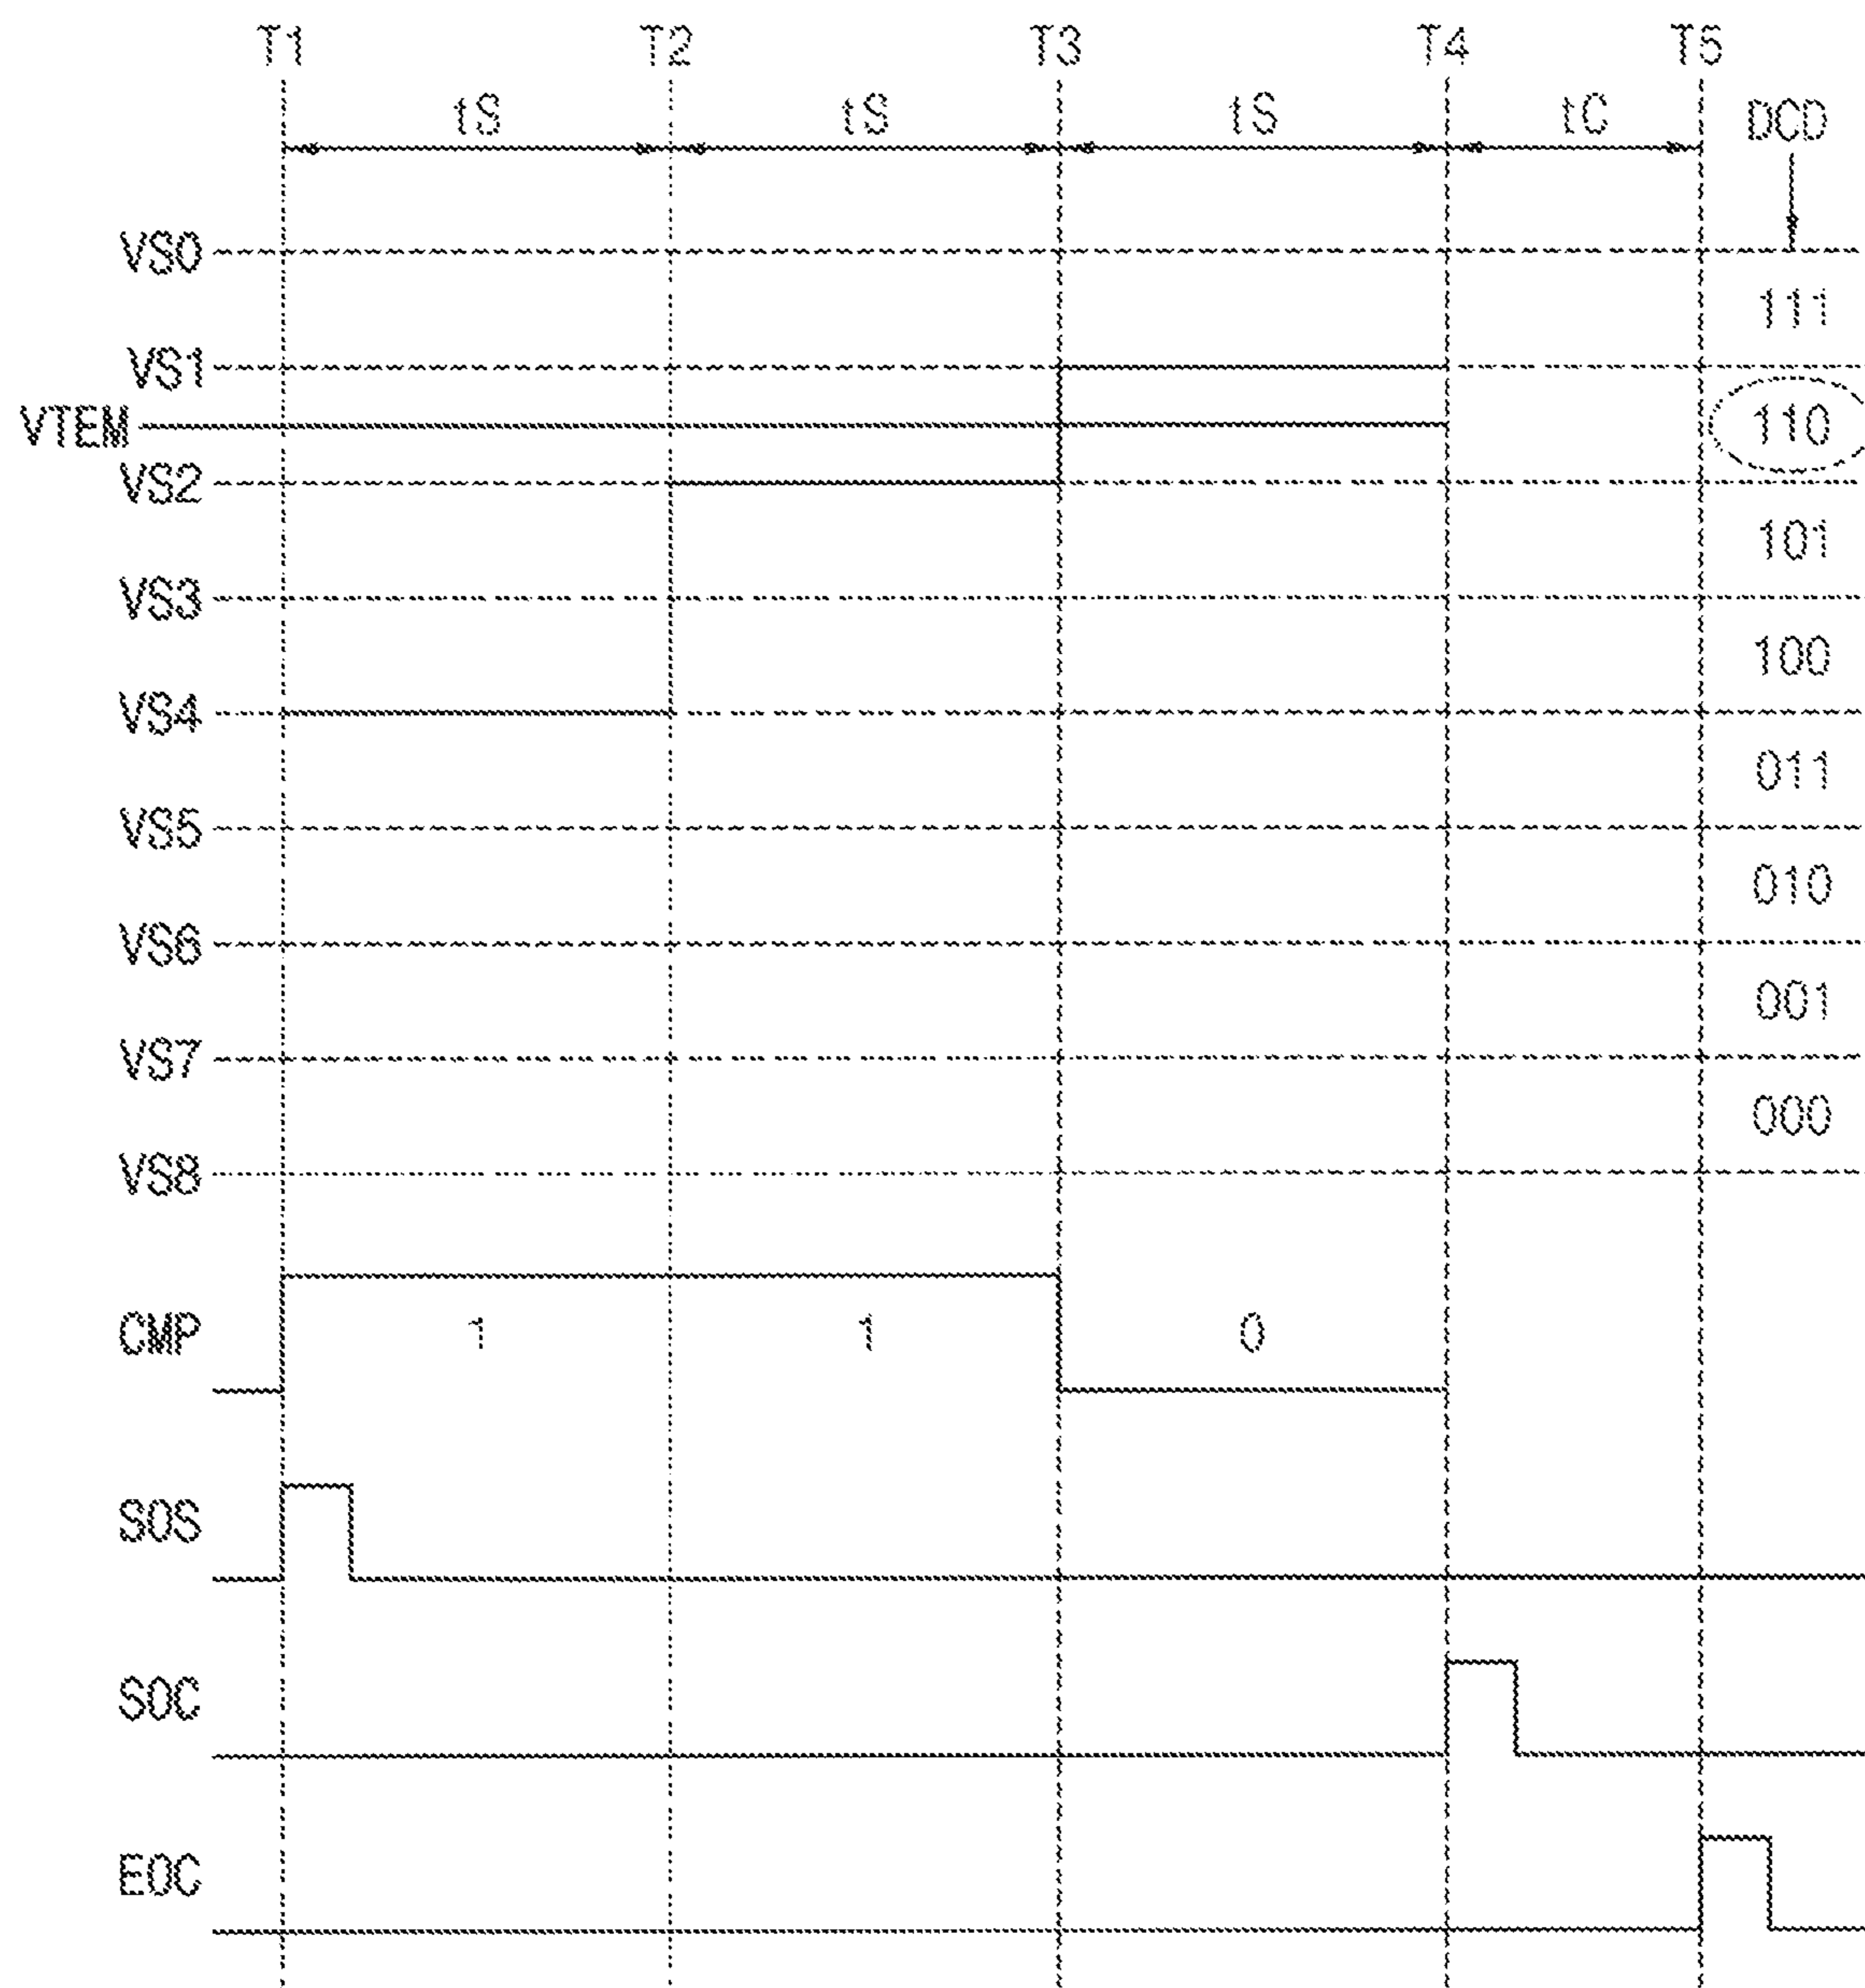 T1 T2 T3 T4 T5
tS tS tS tC DCD
VS0
111
VS1
VTEM 110
VS2
101
VS3
100
VS4
011
VS5
010
VS6
001
VS7
000
VS8
CMP 1 1 0
SOS
SOC
EOC